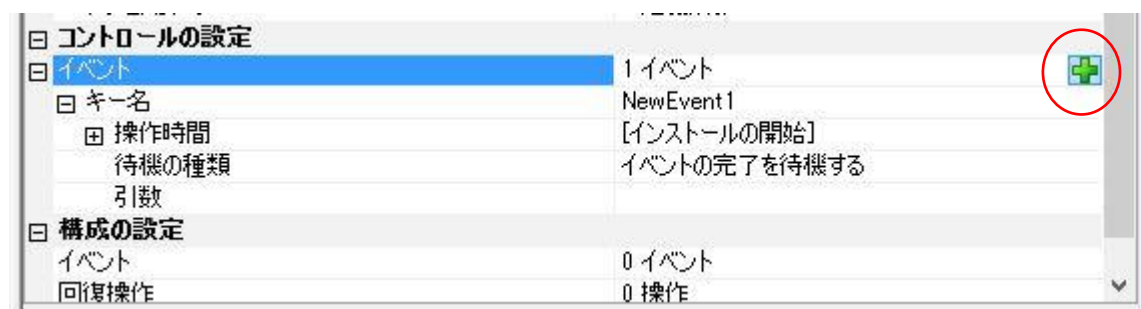 コントロールの設定
イベント 1 イベント
キー名 NewEvent1
操作時間 [インストールの開始]
待機の種類 イベントの完了を待機する
引数
構成の設定
イベント 0 イベント
回復操作 0 操作